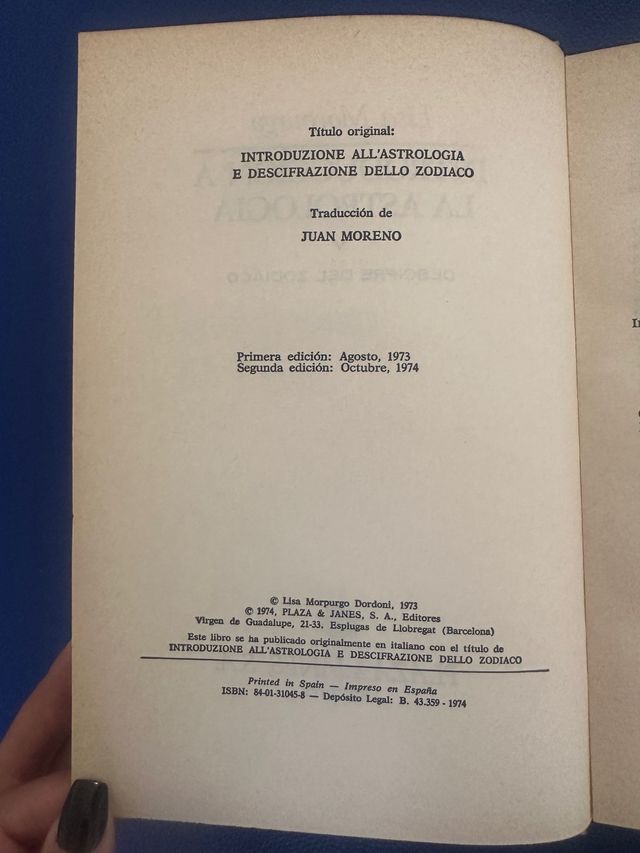 Título original:
INTRODUZIONE ALL'ASTROLOGIA
E DESCIFRAZIONE DELLO ZODIACO
Traducción de
JUAN MORENO
Primera edición: Agosto, 1973
Segunda edición: Octubre, 1974
© Lisa Morpurgo Dordoni, 1973
© 1974, PLAZA & JANES, S. A., Editores
Virgen de Guadalupe, 21-33. Esplugas de Llobregat (Barcelona)
Este libro se ha publicado originalmente en italiano con el título de
INTRODUZIONE ALL'ASTROLOGIA E DESCIFRAZIONE DELLO ZODIACO
Printed in Spain — Impreso en España
ISBN: 84-01-31045-8 — Depósito Legal: B. 43.359 - 1974